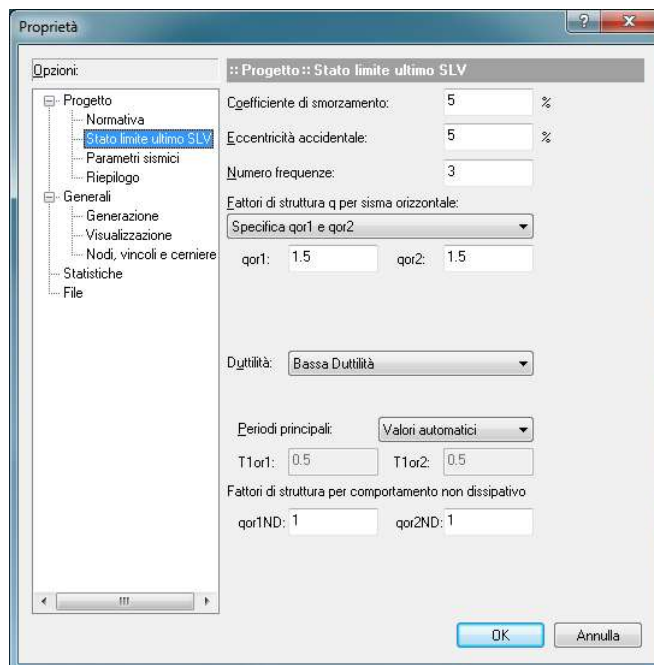 Proprietà
Opzioni:
Progetto
Normativa
Stato limite ultimo SLV
Parametri sismici
Riepilogo
Generali
Generazione
Visualizzazione
Nodi, vincoli e cerniere
Statistiche
File
:: Progetto :: Stato limite ultimo SLV
Coefficiente di smorzamento: 5 %
Eccentricità accidentale: 5 %
Numero frequenze: 3
Fattori di struttura q per sisma orizzontale:
Specifica qor1 e qor2
qor1: 1.5 qor2: 1.5
Duttilità: Bassa Duttilità
Periodi principali: Valori automatici
T1or1: 0.5 T1or2: 0.5
Fattori di struttura per comportamento non dissipativo
qor1ND: 1 qor2ND: 1
OK Annulla